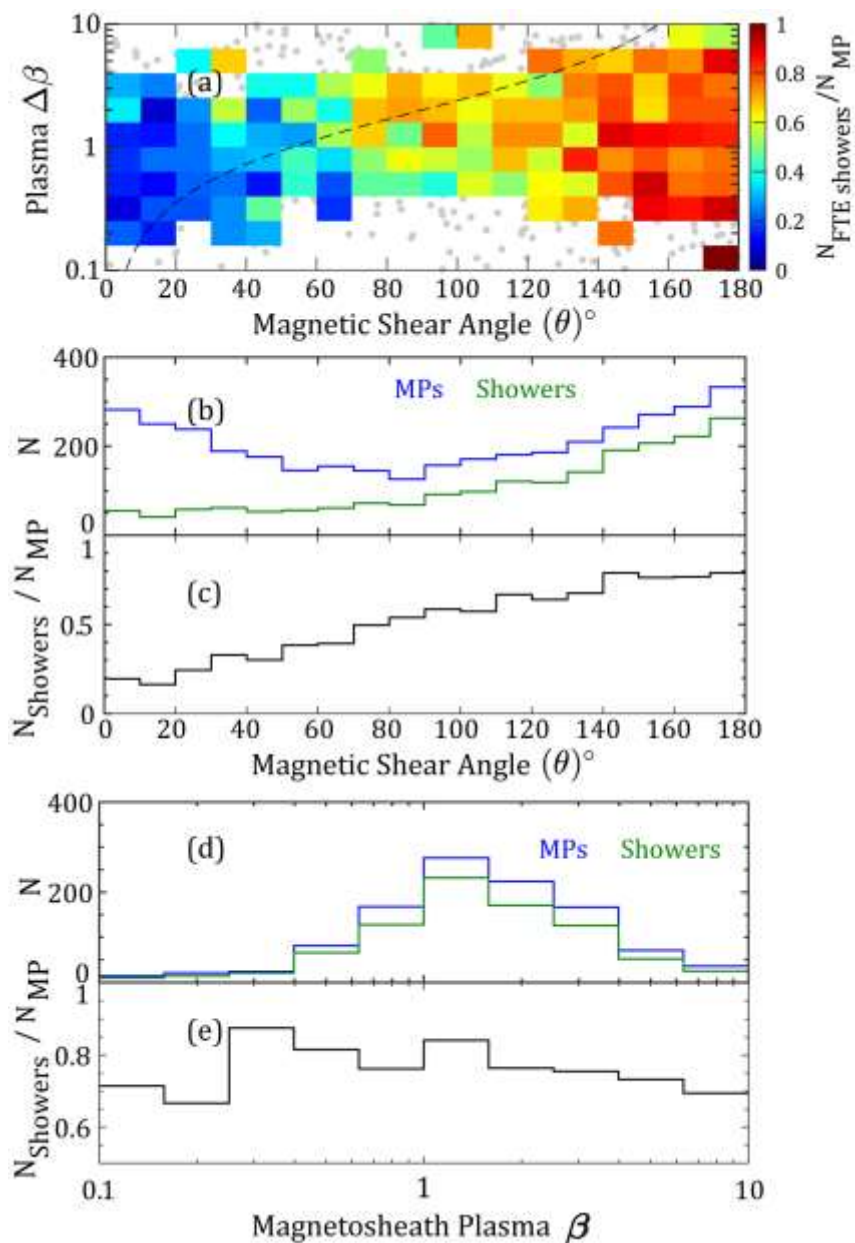 10
1
0.1
Plasma Δβ
(a)
0 20 40 60 80 100 120 140 160 180
Magnetic Shear Angle (θ)°
1
0.8
0.6
0.4
0.2
0
N_FTE showers / N_MP
400
200
0
N
(b)
MPs Showers
1
0.5
0
N_Showers / N_MP
(c)
0 20 40 60 80 100 120 140 160 180
Magnetic Shear Angle (θ)°
400
200
0
N
(d)
MPs Showers
1
0.8
0.6
N_Showers / N_MP
(e)
0.1 1 10
Magnetosheath Plasma β